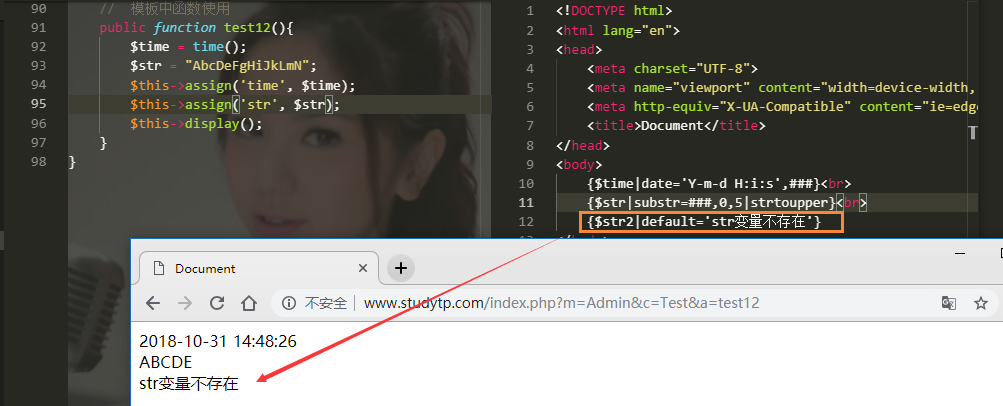 90 // 模板中函数使用
91 public function test12(){
92 $time = time();
93 $str = "AbcDeFgHiJkLmN";
94 $this->assign('time', $time);
95 $this->assign('str', $str);
96 $this->display();
97 }
98 }
1 <!DOCTYPE html>
2 <html lang="en">
3 <head>
4 <meta charset="UTF-8">
5 <meta name="viewport" content="width=device-width,
6 <meta http-equiv="X-UA-Compatible" content="ie=edge
7 <title>Document</title>
8 </head>
9 <body>
10 {$time|date='Y-m-d H:i:s',###}<br>
11 {$str|substr=###,0,5|strtoupper}<br>
12 {$str2|default='str变量不存在'}
Document
不安全 | www.studytp.com/index.php?m=Admin&c=Test&a=test12
2018-10-31 14:48:26
ABCDE
str变量不存在